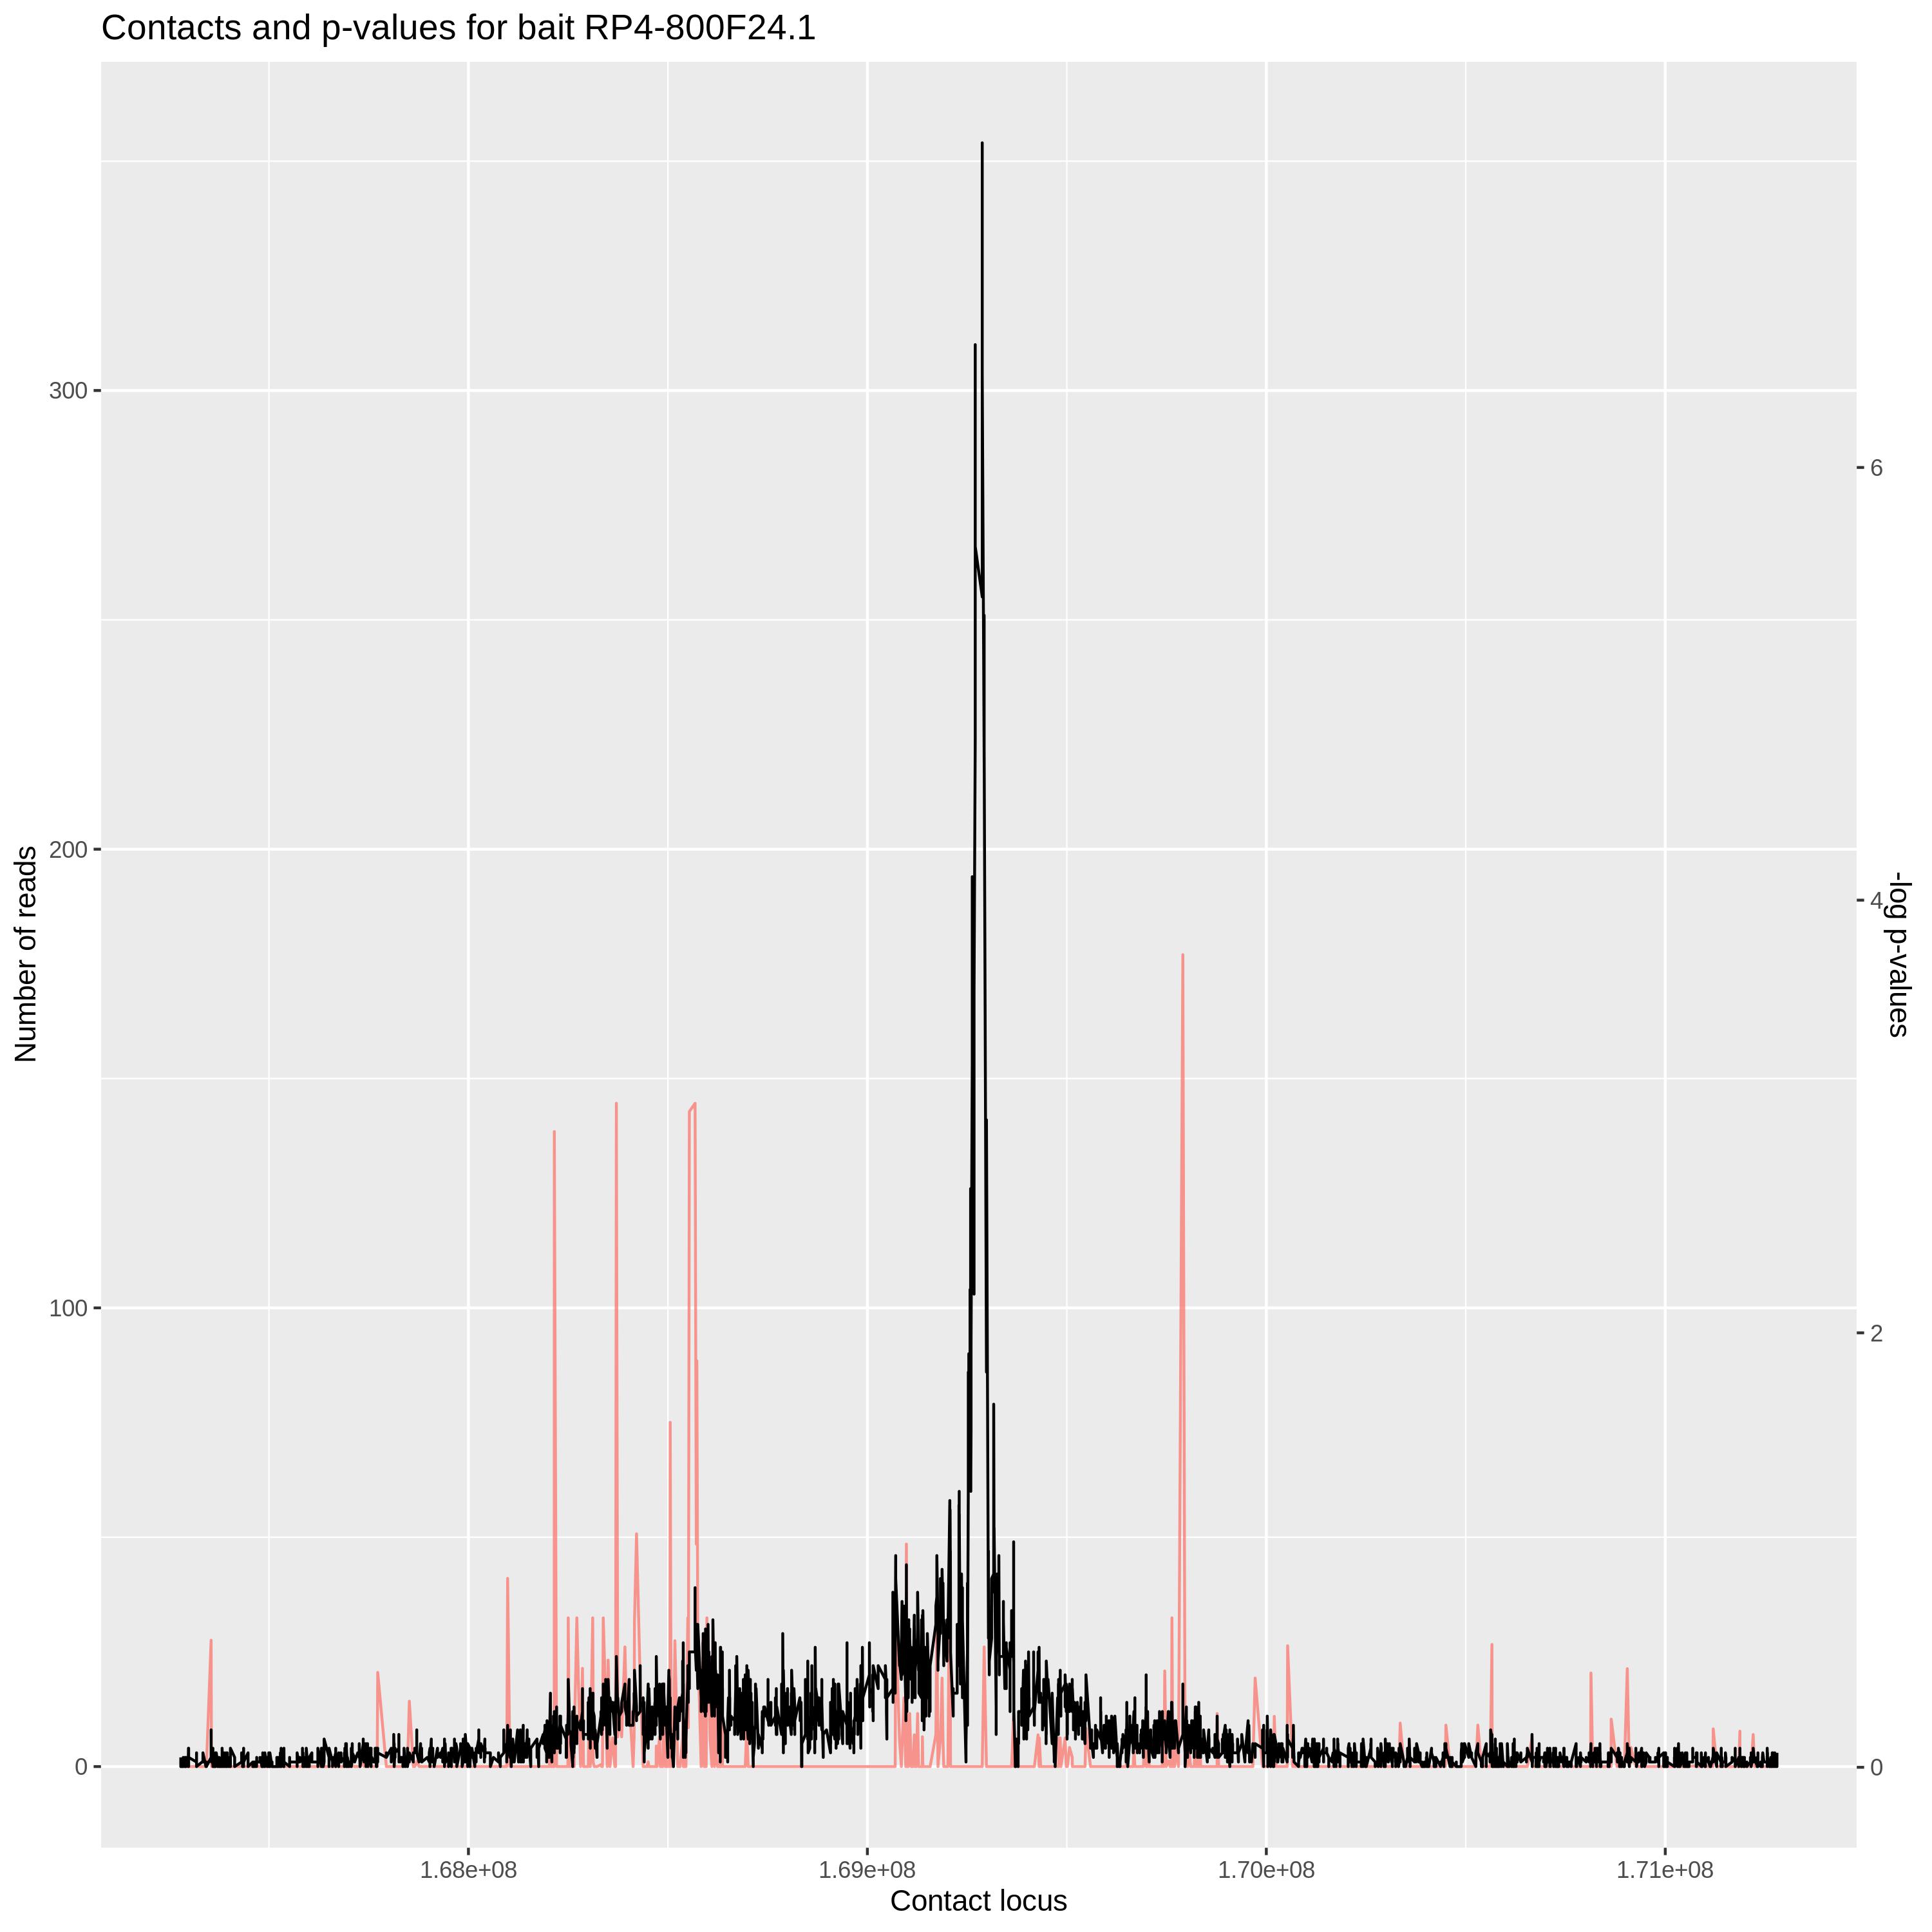 Contacts and p-values for bait RP4-800F24.1
300
200
100
0
Number of reads
6
4
2
0
-log p-values
1.68e+08 1.69e+08 1.70e+08 1.71e+08
Contact locus